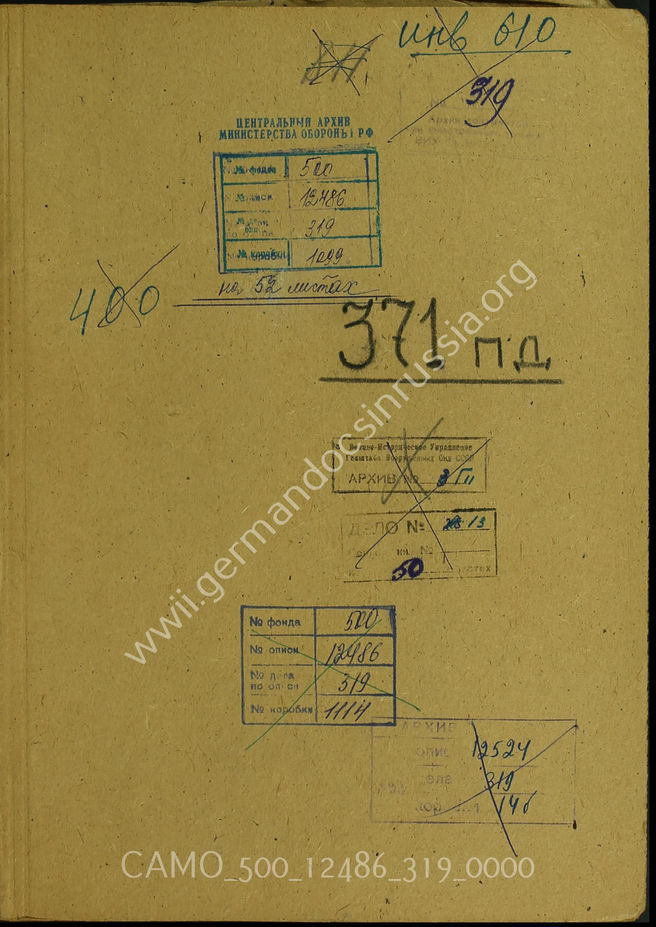 инв 610
319
ЦЕНТРАЛЬНЫЙ АРХИВ
МИНИСТЕРСТВА ОБОРОНЫ РФ
№ фонда 500
№ описи 12486
319
№ коробки 1099
на 52 листах
400
371 пд
Военно-Историческое Управление
Генштаба Вооруженных Сил СССР
АРХИВ №
ДЕЛО № 13
50
№ фонда 500
№ описи 12486
№ дела
по описи 319
№ коробки 1114
АРХИВ
опис 12524
дела 319
146
www.germandocsinrussia.org
CAMO_500_12486_319_0000